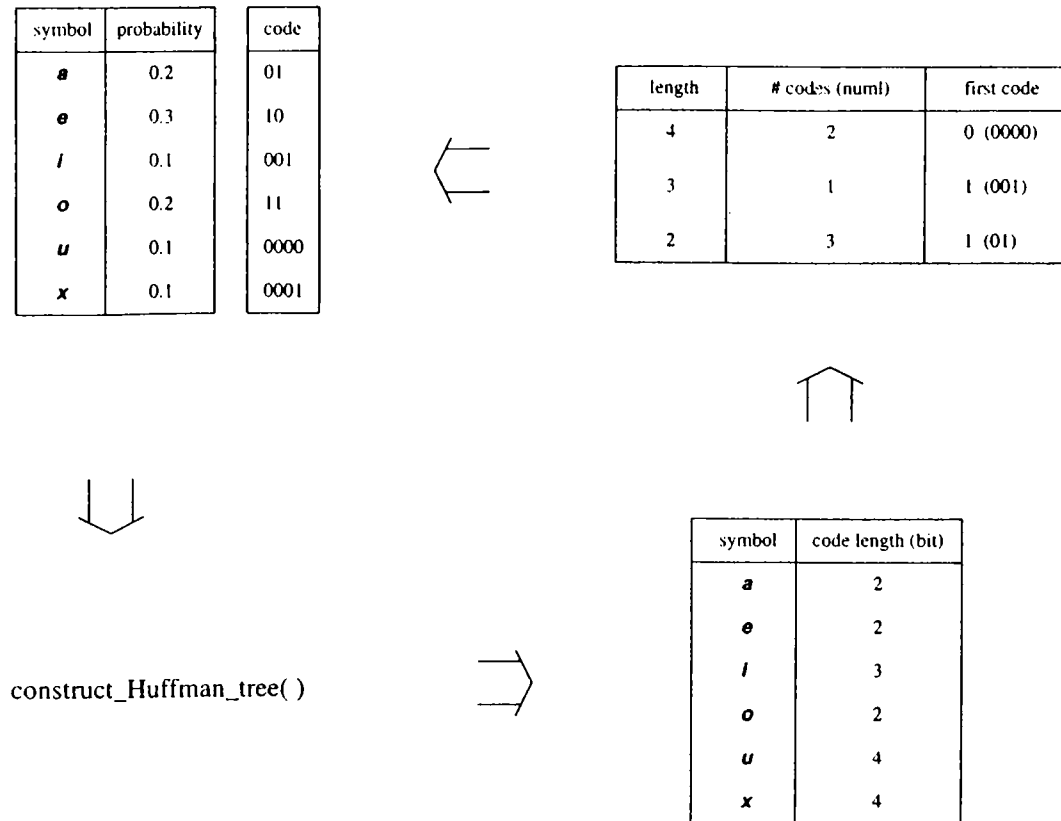 symbol probability code
a 0.2 01
e 0.3 10
i 0.1 001
o 0.2 11
u 0.1 0000
x 0.1 0001
length # codes (numl) first code
4 2 0 (0000)
3 1 1 (001)
2 3 1 (01)
construct_Huffman_tree( )
symbol code length (bit)
a 2
e 2
i 3
o 2
u 4
x 4